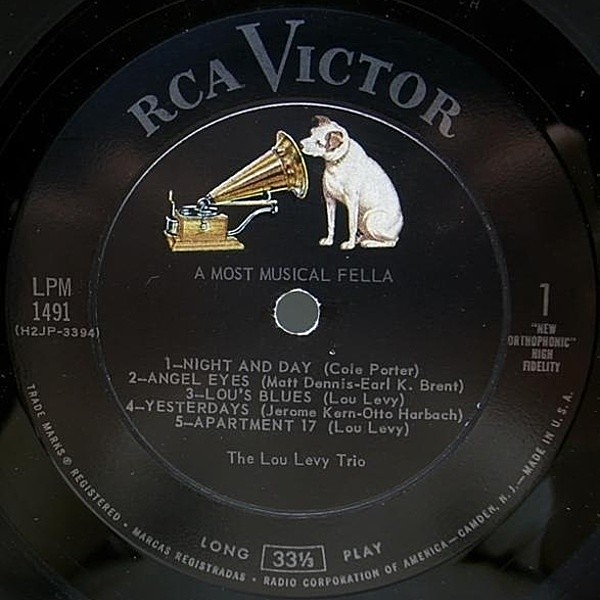 RCA VICTOR
A MOST MUSICAL FELLA
LPM
1491
(H2JP-3394)
1
"NEW
ORTHOPHONIC"
HIGH
FIDELITY
1—NIGHT AND DAY (Cole Porter)
2—ANGEL EYES (Matt Dennis-Earl K. Brent)
3—LOU'S BLUES (Lou Levy)
4—YESTERDAYS (Jerome Kern-Otto Harbach)
5—APARTMENT 17 (Lou Levy)
The Lou Levy Trio
LONG 33⅓ PLAY
TRADE MARKS ® REGISTERED • MARCAS REGISTRADAS • RADIO CORPORATION OF AMERICA—CAMDEN, N.J.—MADE IN U.S.A.